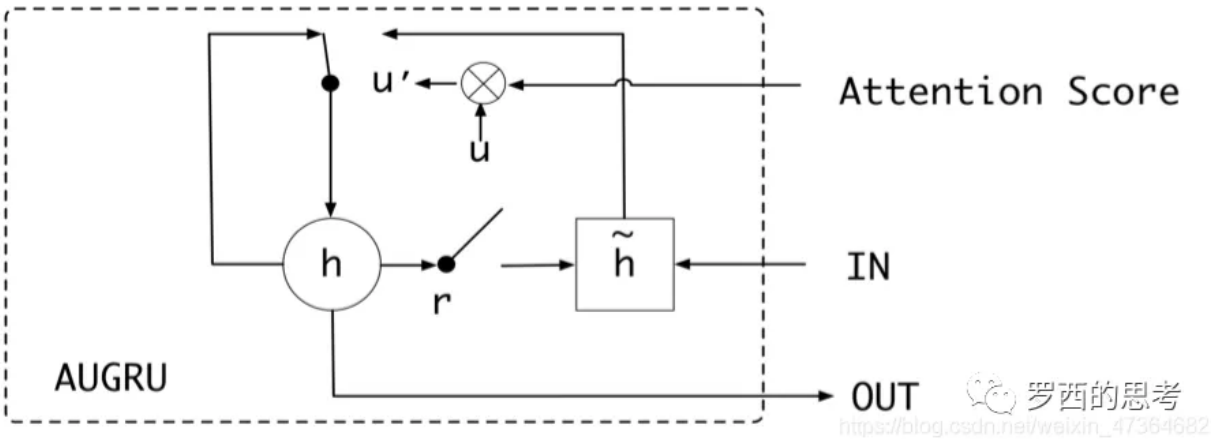 u′
Attention Score
u
h
h̃
IN
r
AUGRU
OUT
罗西的思考
https://blog.csdn.net/weixin_47364682